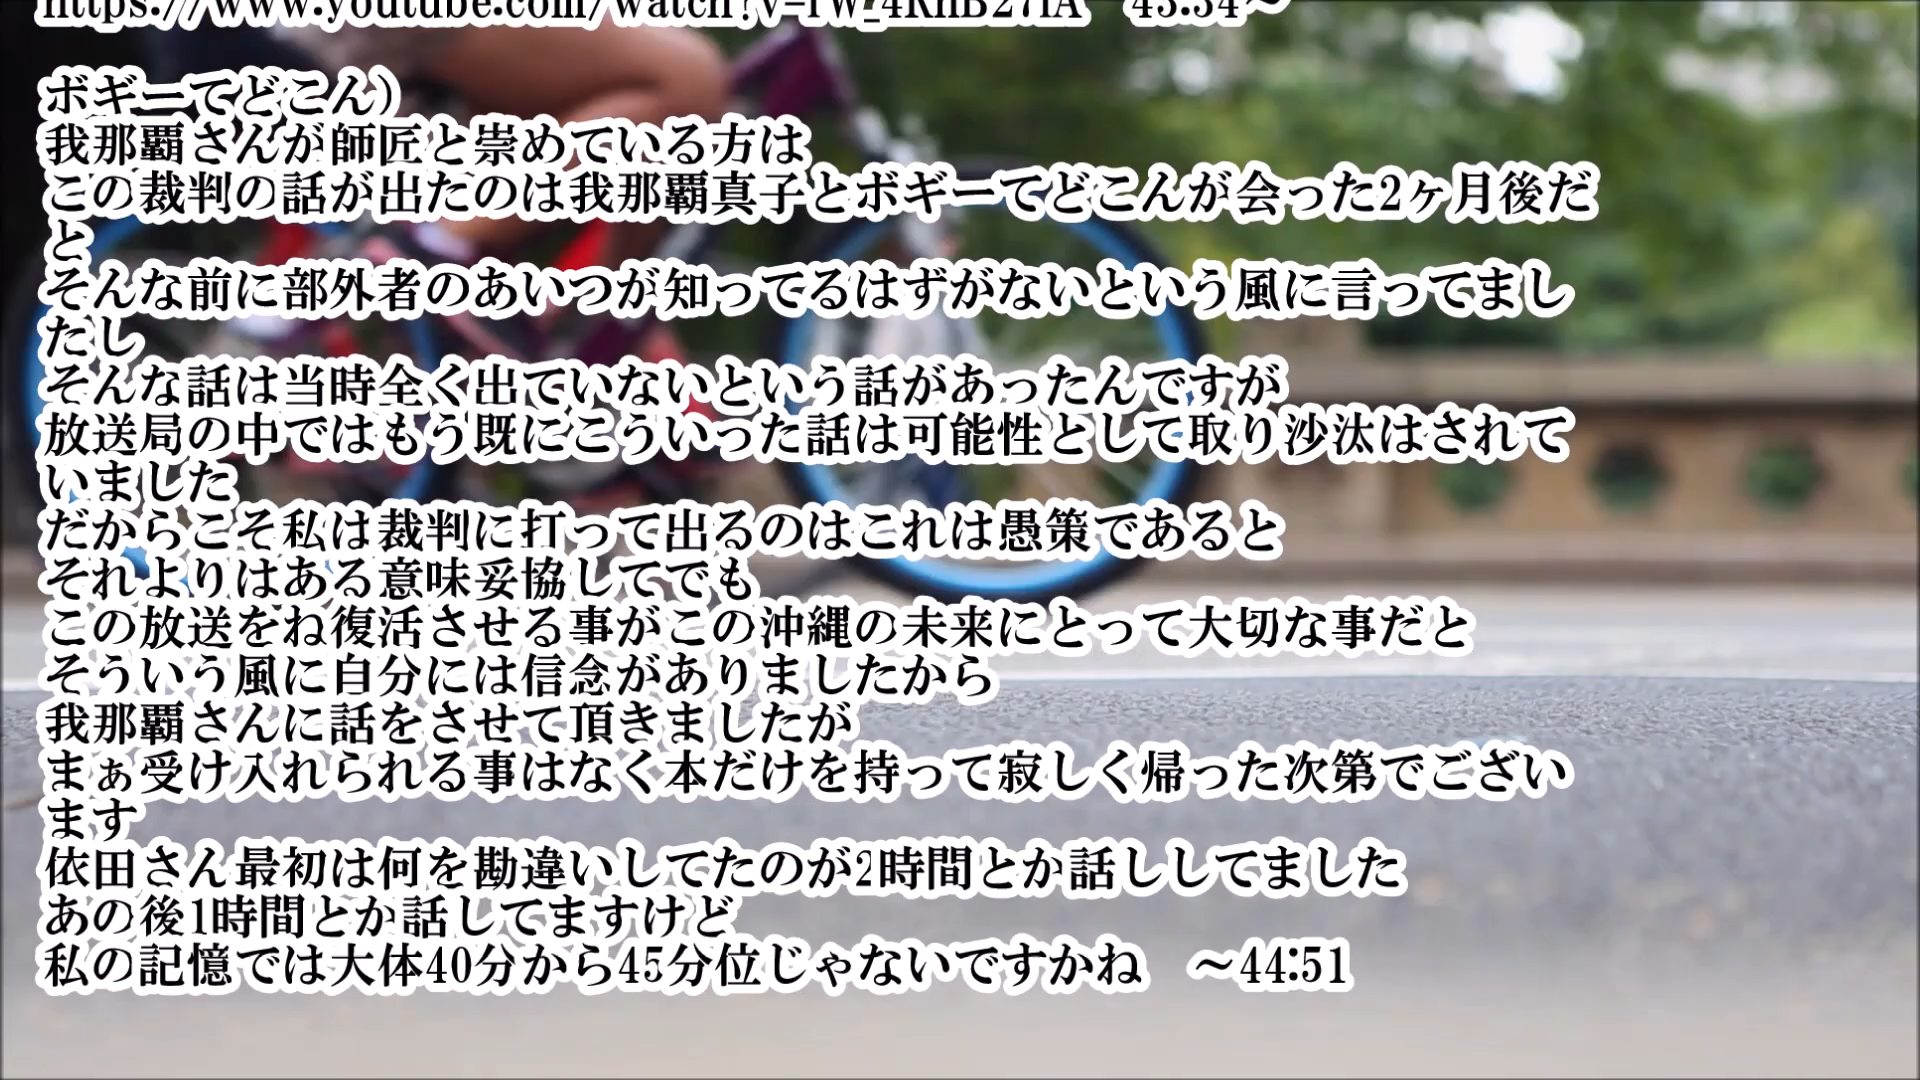 ボギーてどこん）
我那覇さんが師匠と崇めている方は
この裁判の話が出たのは我那覇真子とボギーてどこんが会った2ヶ月後だ
と
そんな前に部外者のあいつが知ってるはずがないという風に言ってまし
たし
そんな話は当時全く出ていないという話があったんですが
放送局の中ではもう既にこういった話は可能性として取り沙汰はされて
いました
だからこそ私は裁判に打って出るのはこれは愚策であると
それよりはある意味妥協してでも
この放送をね復活させる事がこの沖縄の未来にとって大切な事だと
そういう風に自分には信念がありましたから
我那覇さんに話をさせて頂きましたが
まぁ受け入れられる事はなく本だけを持って寂しく帰った次第でござい
ます
依田さん最初は何を勘違いしてたのが2時間とか話ししてました
あの後1時間とか話してますけど
私の記憶では大体40分から45分位じゃないですかね　～44:51